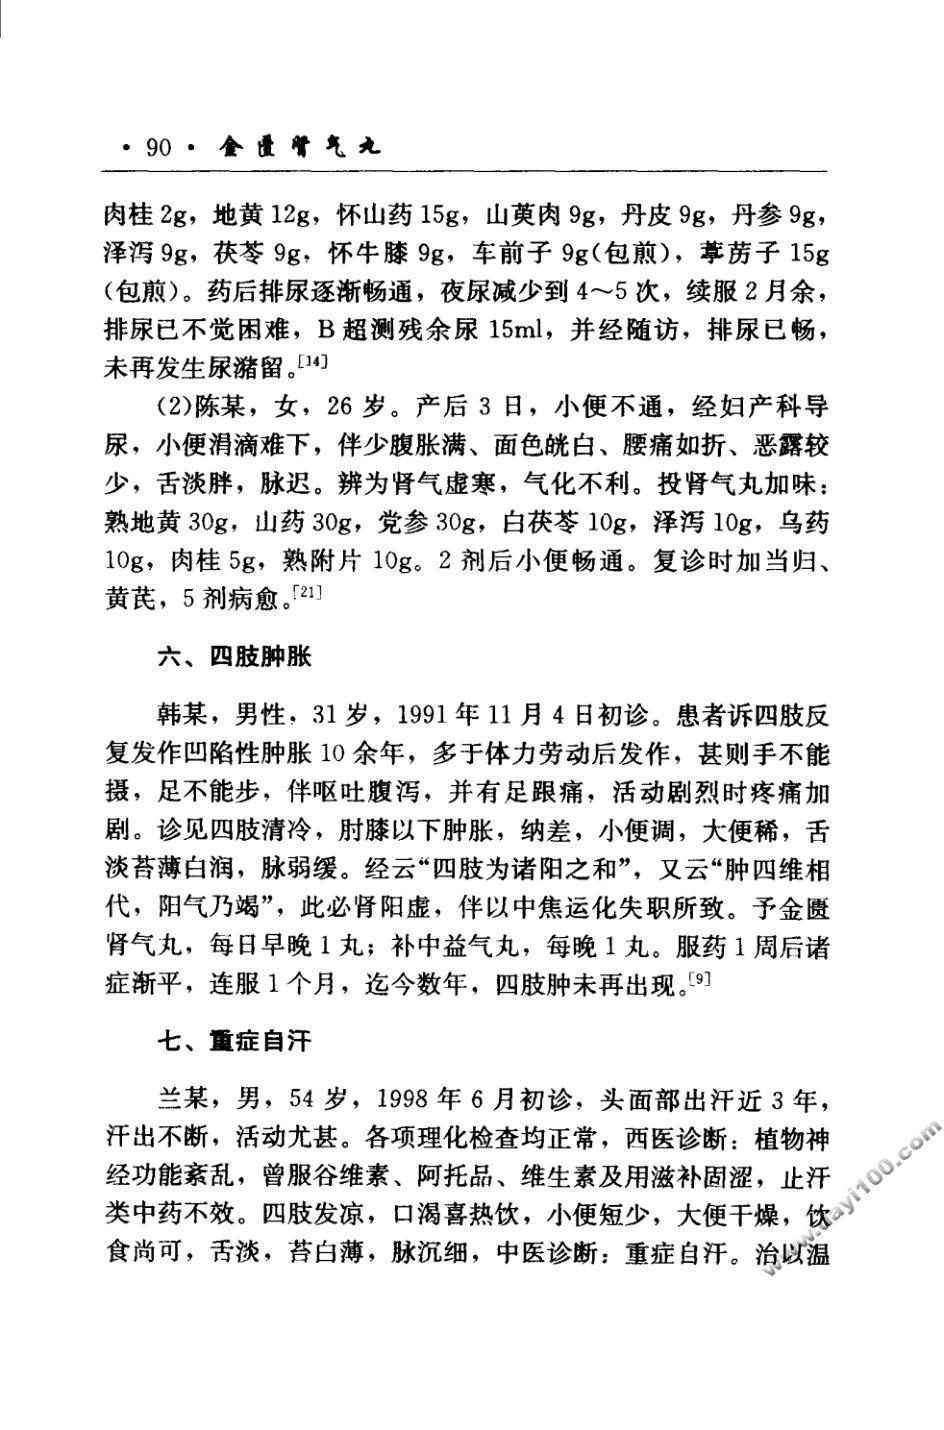 · 90 · 金匮肾气丸
肉桂 2g，地黄 12g，怀山药 15g，山萸肉 9g，丹皮 9g，丹参 9g，
泽泻 9g，茯苓 9g，怀牛膝 9g，车前子 9g(包煎)，葶苈子 15g
(包煎)。药后排尿逐渐畅通，夜尿减少到 4～5 次，续服 2 月余，
排尿已不觉困难，B 超测残余尿 15ml，并经随访，排尿已畅，
未再发生尿潴留。[14]
(2)陈某，女，26 岁。产后 3 日，小便不通，经妇产科导
尿，小便涓滴难下，伴少腹胀满、面色㿠白、腰痛如折、恶露较
少，舌淡胖，脉迟。辨为肾气虚寒，气化不利。投肾气丸加味：
熟地黄 30g，山药 30g，党参 30g，白茯苓 10g，泽泻 10g，乌药
10g，肉桂 5g，熟附片 10g。2 剂后小便畅通。复诊时加当归、
黄芪，5 剂病愈。[21]
六、四肢肿胀
韩某，男性，31 岁，1991 年 11 月 4 日初诊。患者诉四肢反
复发作凹陷性肿胀 10 余年，多于体力劳动后发作，甚则手不能
摄，足不能步，伴呕吐腹泻，并有足跟痛，活动剧烈时疼痛加
剧。诊见四肢清冷，肘膝以下肿胀，纳差，小便调，大便稀，舌
淡苔薄白润，脉弱缓。经云“四肢为诸阳之和”，又云“肿四维相
代，阳气乃竭”，此必肾阳虚，伴以中焦运化失职所致。予金匮
肾气丸，每日早晚 1 丸；补中益气丸，每晚 1 丸。服药 1 周后诸
症渐平，连服 1 个月，迄今数年，四肢肿未再出现。[9]
七、重症自汗
兰某，男，54 岁，1998 年 6 月初诊，头面部出汗近 3 年，
汗出不断，活动尤甚。各项理化检查均正常，西医诊断：植物神
经功能紊乱，曾服谷维素、阿托品、维生素及用滋补固涩，止汗
类中药不效。四肢发凉，口渴喜热饮，小便短少，大便干燥，饮
食尚可，舌淡，苔白薄，脉沉细，中医诊断：重症自汗。治以温
www.dayi100.com